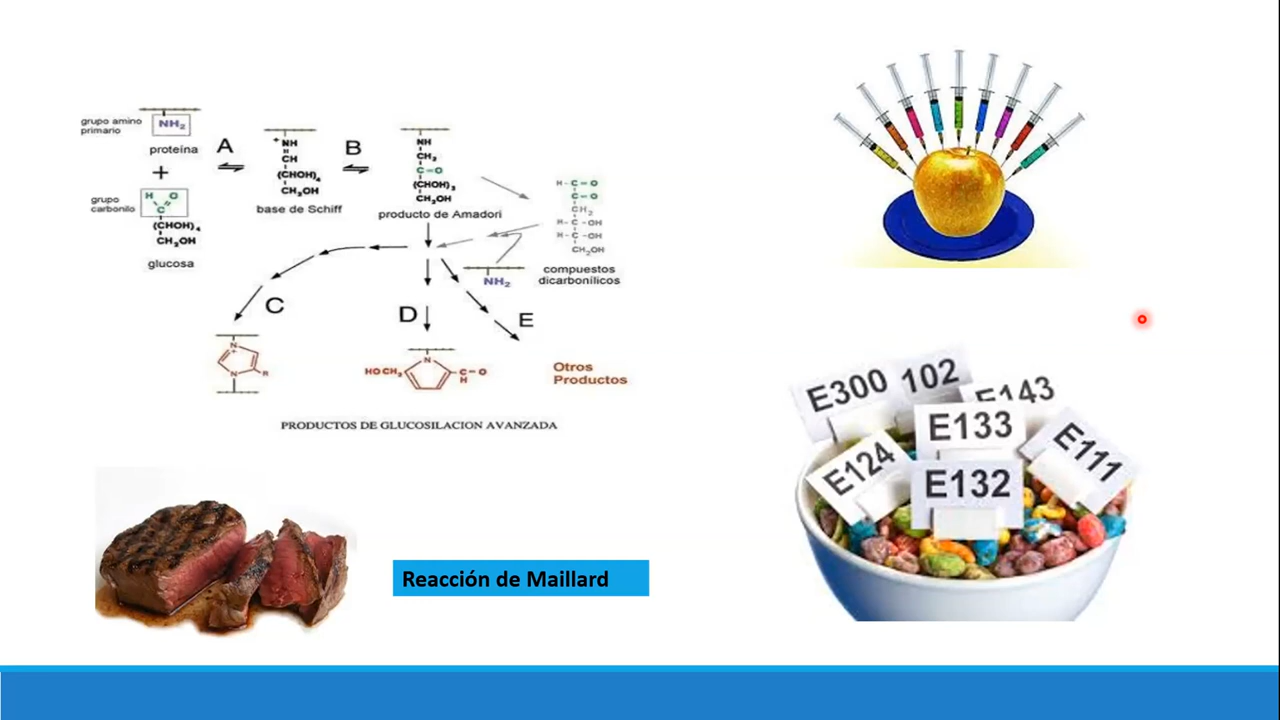 grupo amino
primario
NH₂
proteína
+
grupo
carbonilo
H O
C
(CHOH)₄
CH₂OH
glucosa
A
+
NH
CH
(CHOH)₄
CH₂OH
base de Schiff
B
NH
CH₂
C=O
(CHOH)₃
CH₂OH
producto de Amadori
H-C=O
C=O
CH₂
H-C-OH
H-C-OH
CH₂OH
compuestos
dicarbonílicos
NH₂
C
D
E
N
+
N
R
N
HOCH₂
C=O
H
Otros
Productos
PRODUCTOS DE GLUCOSILACION AVANZADA
Reacción de Maillard
E300
102
E143
E133
E124
E132
E111